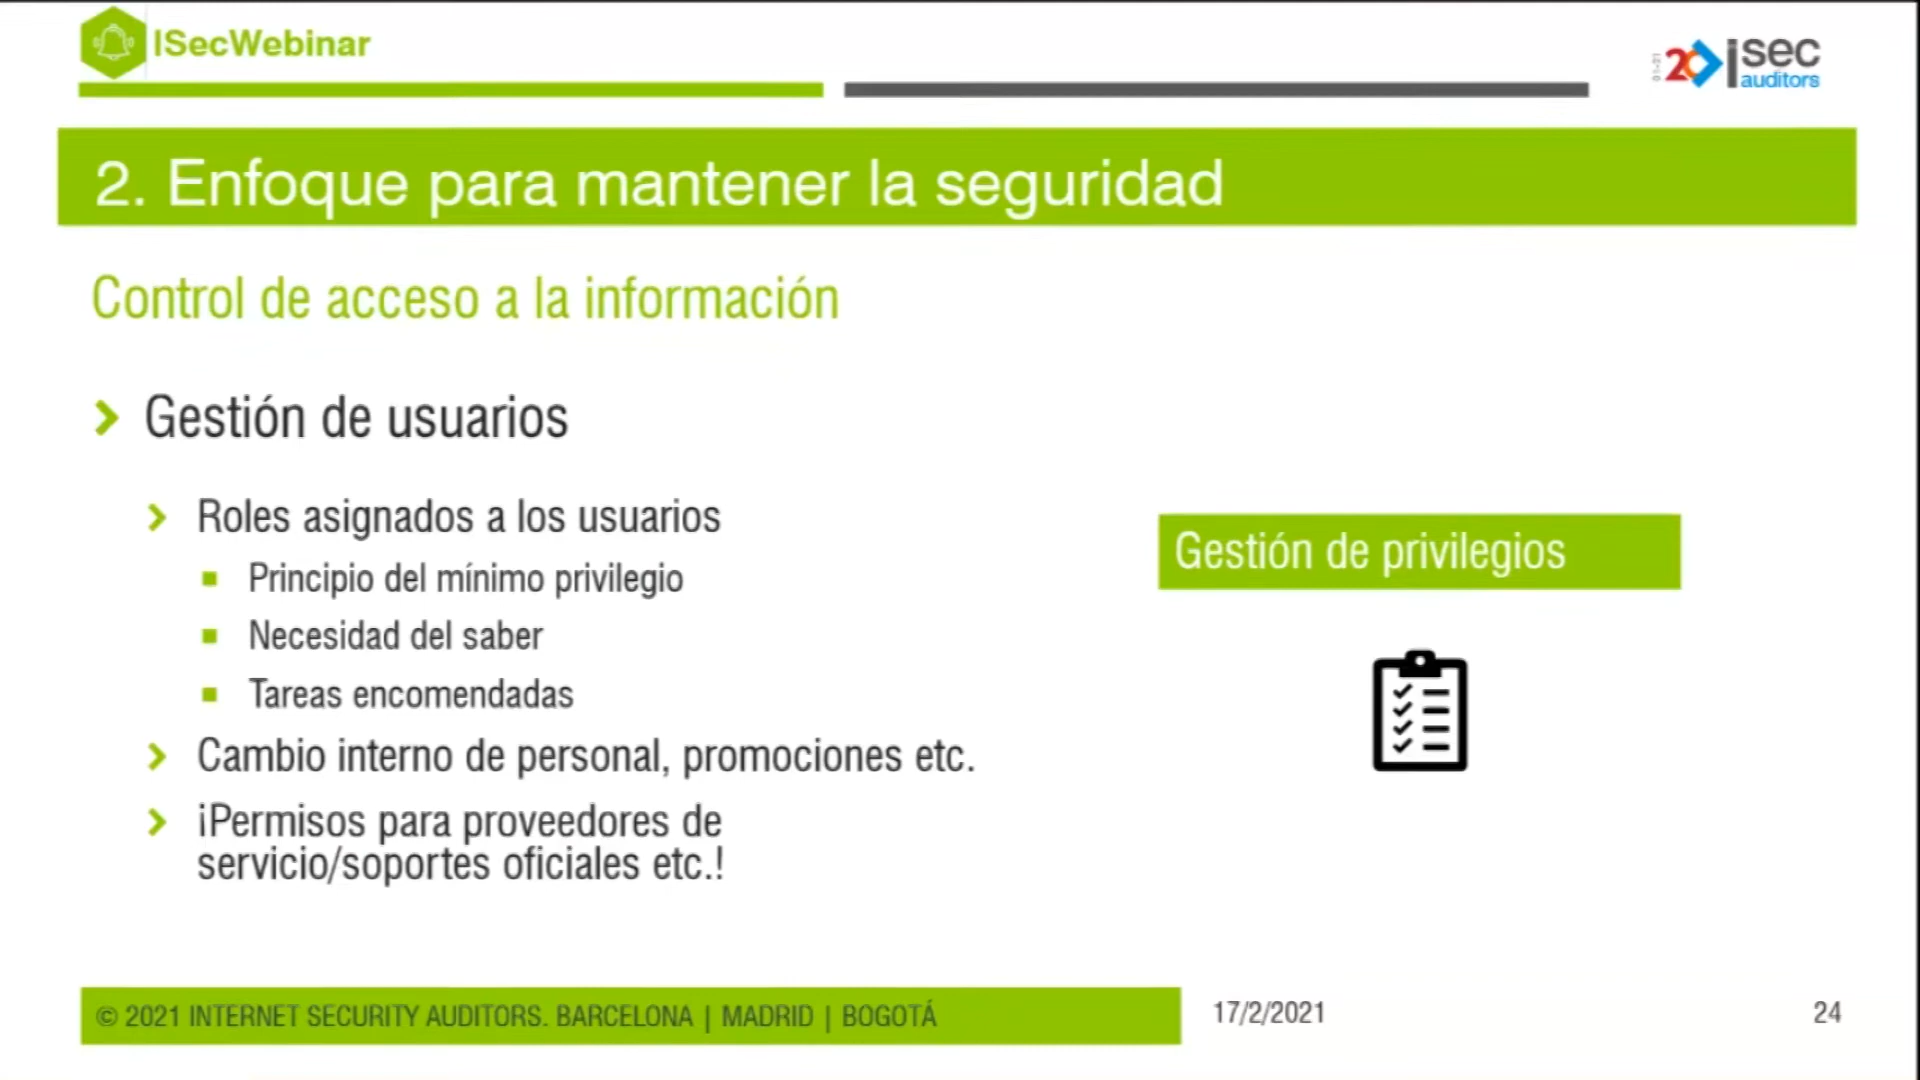 ISecWebinar
01-21
20 isec
auditors
2. Enfoque para mantener la seguridad
Control de acceso a la información
Gestión de usuarios
Roles asignados a los usuarios
Principio del mínimo privilegio
Necesidad del saber
Tareas encomendadas
Cambio interno de personal, promociones etc.
¡Permisos para proveedores de
servicio/soportes oficiales etc.!
Gestión de privilegios
© 2021 INTERNET SECURITY AUDITORS. BARCELONA | MADRID | BOGOTÁ
17/2/2021
24